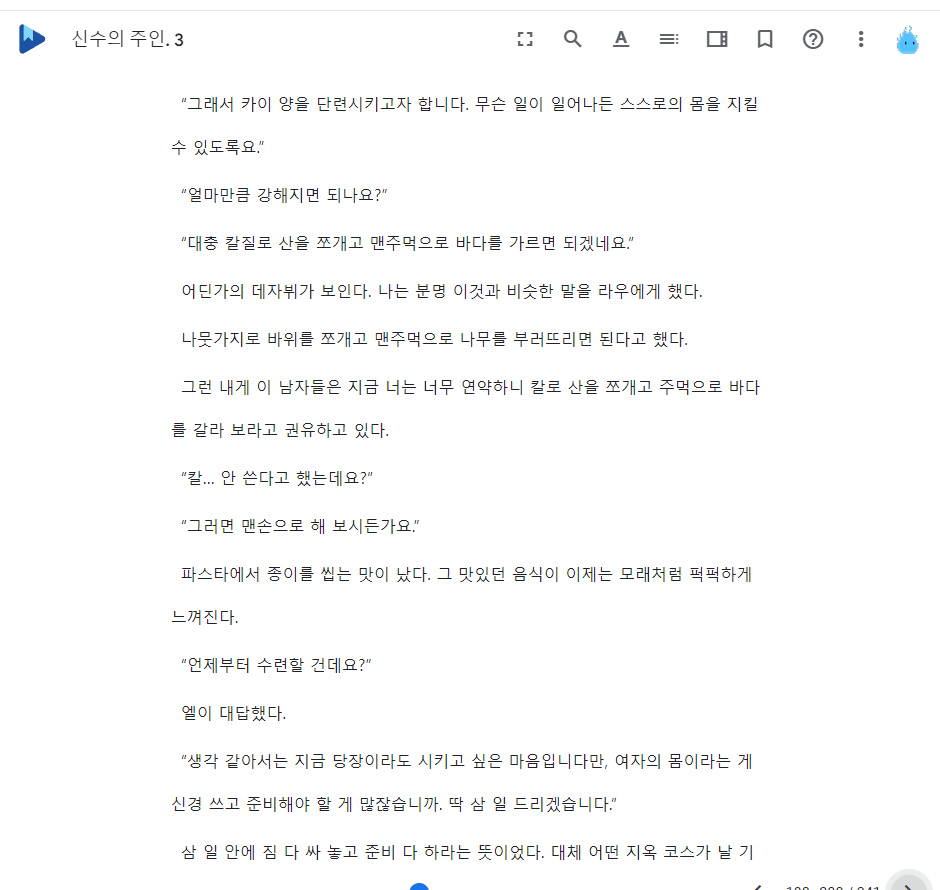 신수의 주인. 3
“그래서 카이 양을 단련시키고자 합니다. 무슨 일이 일어나든 스스로의 몸을 지킬
수 있도록요.”
“얼마만큼 강해지면 되나요?”
“대충 칼질로 산을 쪼개고 맨주먹으로 바다를 가르면 되겠네요.”
어딘가의 데자뷔가 보인다. 나는 분명 이것과 비슷한 말을 라우에게 했다.
나뭇가지로 바위를 쪼개고 맨주먹으로 나무를 부러뜨리면 된다고 했다.
그런 내게 이 남자들은 지금 너는 너무 연약하니 칼로 산을 쪼개고 주먹으로 바다
를 갈라 보라고 권유하고 있다.
“칼... 안 쓴다고 했는데요?”
“그러면 맨손으로 해 보시든가요.”
파스타에서 종이를 씹는 맛이 났다. 그 맛있던 음식이 이제는 모래처럼 퍽퍽하게
느껴진다.
“언제부터 수련할 건데요?”
엘이 대답했다.
“생각 같아서는 지금 당장이라도 시키고 싶은 마음입니다만, 여자의 몸이라는 게
신경 쓰고 준비해야 할 게 많잖습니까. 딱 삼 일 드리겠습니다.”
삼 일 안에 짐 다 싸 놓고 준비 다 하라는 뜻이었다. 대체 어떤 지옥 코스가 날 기